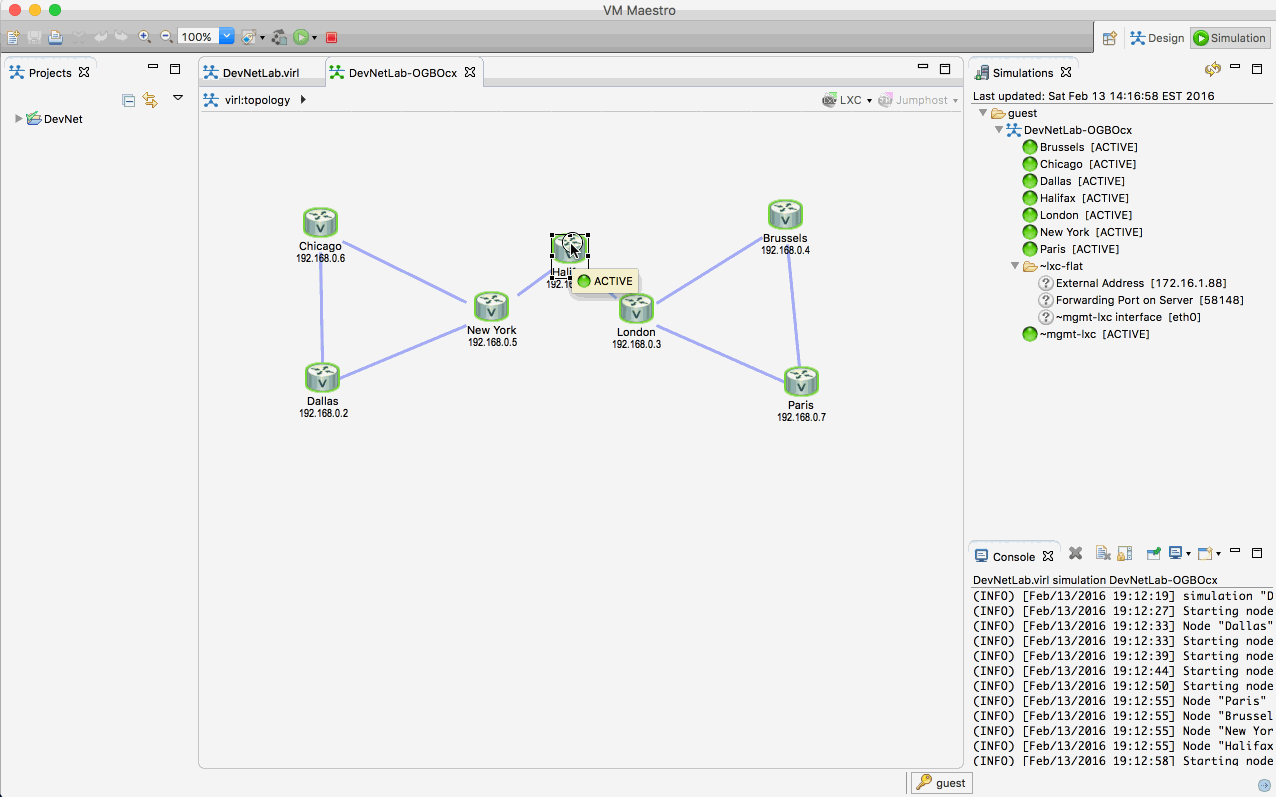 VM Maestro
100%
Design
Simulation
Projects
DevNet
DevNetLab.virl
DevNetLab-OGBOcx
virl:topology
LXC
Jumphost
Chicago
192.168.0.6
Brussels
192.168.0.4
ACTIVE
New York
192.168.0.5
London
192.168.0.3
Dallas
192.168.0.2
Paris
192.168.0.7
Simulations
Last updated: Sat Feb 13 14:16:58 EST 2016
guest
DevNetLab-OGBOcx
Brussels [ACTIVE]
Chicago [ACTIVE]
Dallas [ACTIVE]
Halifax [ACTIVE]
London [ACTIVE]
New York [ACTIVE]
Paris [ACTIVE]
~lxc-flat
External Address [172.16.1.88]
Forwarding Port on Server [58148]
~mgmt-lxc interface [eth0]
~mgmt-lxc [ACTIVE]
Console
DevNetLab.virl simulation DevNetLab-OGBOcx
(INFO) [Feb/13/2016 19:12:19] simulation "D
(INFO) [Feb/13/2016 19:12:27] Starting node
(INFO) [Feb/13/2016 19:12:33] Node "Dallas"
(INFO) [Feb/13/2016 19:12:33] Starting node
(INFO) [Feb/13/2016 19:12:39] Starting node
(INFO) [Feb/13/2016 19:12:44] Starting node
(INFO) [Feb/13/2016 19:12:50] Starting node
(INFO) [Feb/13/2016 19:12:55] Node "Paris"
(INFO) [Feb/13/2016 19:12:55] Node "Brussel
(INFO) [Feb/13/2016 19:12:55] Node "New Yor
(INFO) [Feb/13/2016 19:12:55] Node "Halifax
(INFO) [Feb/13/2016 19:12:58] Starting node
guest